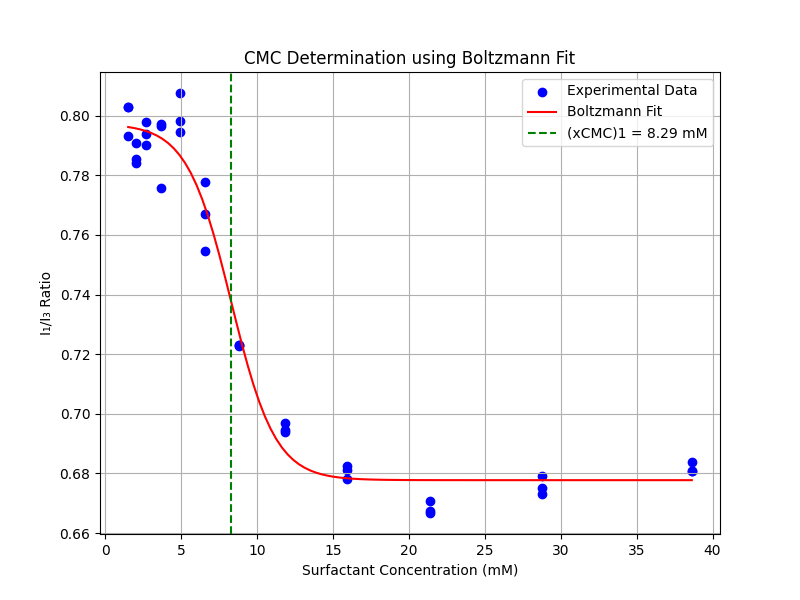 CMC Determination using Boltzmann Fit
Experimental Data
Boltzmann Fit
(xCMC)1 = 8.29 mM
I₁/I₃ Ratio
0.80
0.78
0.76
0.74
0.72
0.70
0.68
0.66
0 5 10 15 20 25 30 35 40
Surfactant Concentration (mM)